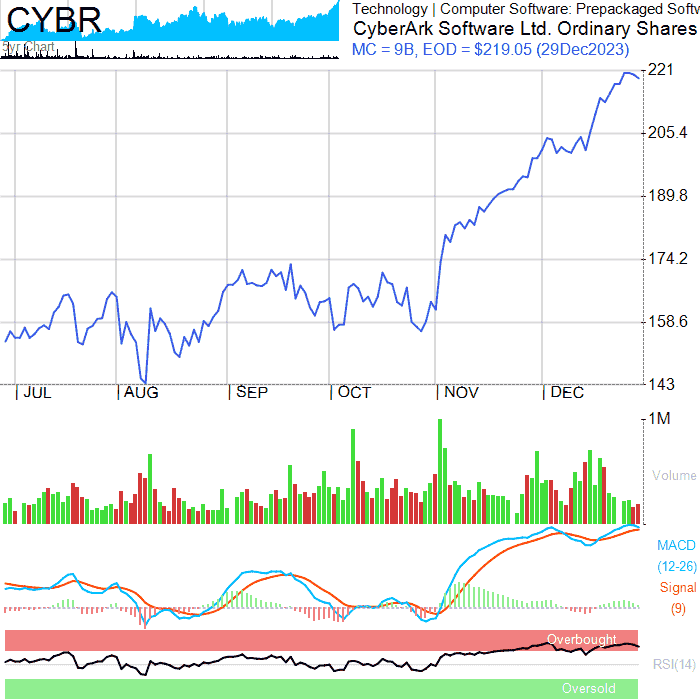 CYBR
5yr Chart
Technology | Computer Software: Prepackaged Softw
CyberArk Software Ltd. Ordinary Shares
MC = 9B, EOD = $219.05 (29Dec2023)
221
205.4
189.8
174.2
158.6
143
JUL AUG SEP OCT NOV DEC
1M
Volume
MACD
(12-26)
Signal
(9)
Overbought
RSI(14)
Oversold